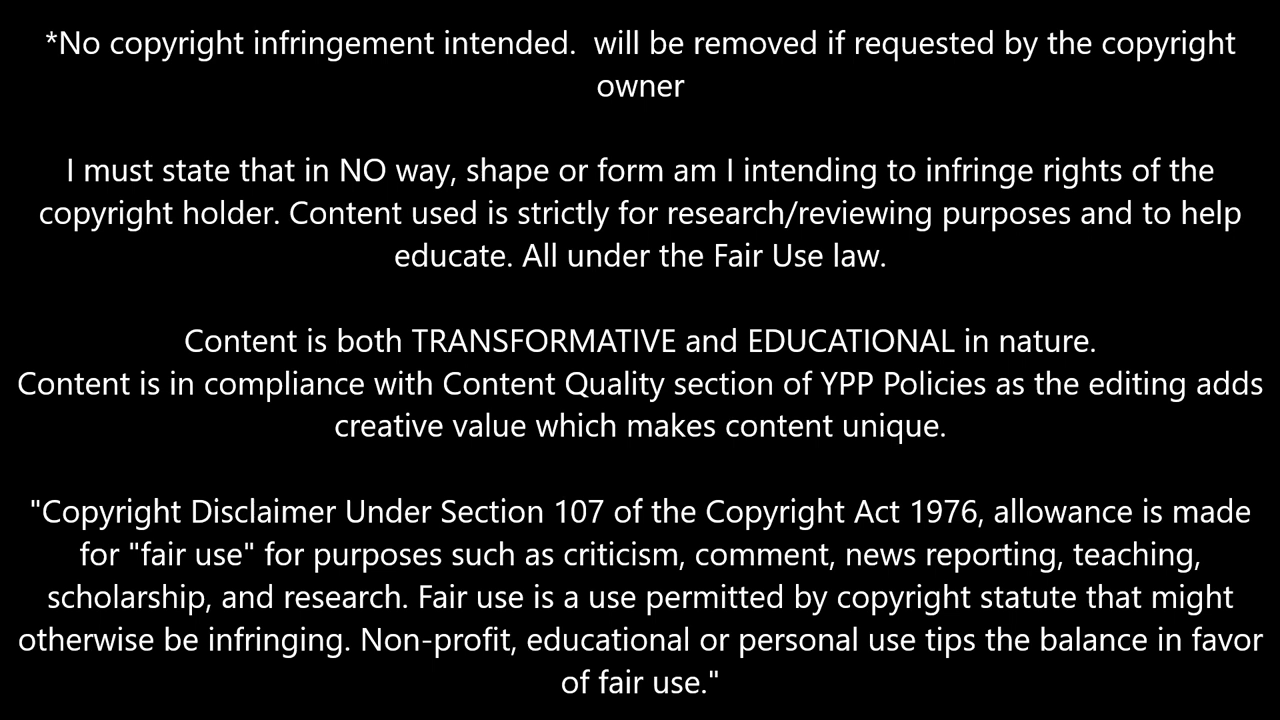 *No copyright infringement intended.  will be removed if requested by the copyright
owner
I must state that in NO way, shape or form am I intending to infringe rights of the
copyright holder. Content used is strictly for research/reviewing purposes and to help
educate. All under the Fair Use law.
Content is both TRANSFORMATIVE and EDUCATIONAL in nature.
Content is in compliance with Content Quality section of YPP Policies as the editing adds
creative value which makes content unique.
"Copyright Disclaimer Under Section 107 of the Copyright Act 1976, allowance is made
for "fair use" for purposes such as criticism, comment, news reporting, teaching,
scholarship, and research. Fair use is a use permitted by copyright statute that might
otherwise be infringing. Non-profit, educational or personal use tips the balance in favor
of fair use."